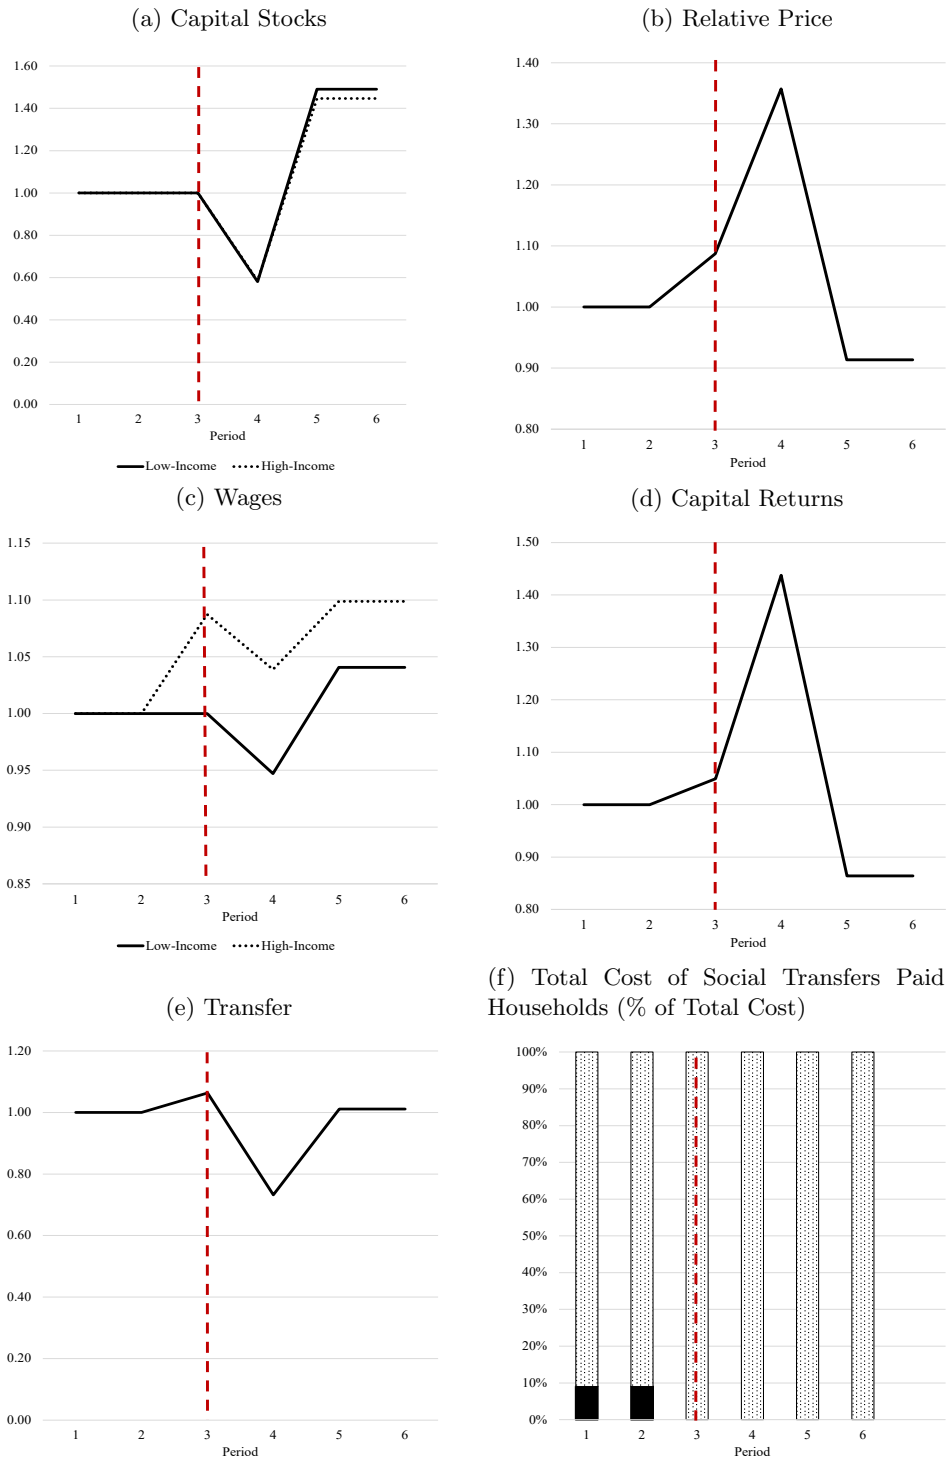 (a) Capital Stocks
1.60
1.40
1.20
1.00
0.80
0.60
0.40
0.20
0.00
1 2 3 4 5 6
Period
Low-Income High-Income
(b) Relative Price
1.40
1.30
1.20
1.10
1.00
0.90
0.80
1 2 3 4 5 6
Period
(c) Wages
1.15
1.10
1.05
1.00
0.95
0.90
0.85
1 2 3 4 5 6
Period
Low-Income High-Income
(d) Capital Returns
1.50
1.40
1.30
1.20
1.10
1.00
0.90
0.80
1 2 3 4 5 6
Period
(e) Transfer
1.20
1.00
0.80
0.60
0.40
0.20
0.00
1 2 3 4 5 6
Period
(f) Total Cost of Social Transfers Paid
Households (% of Total Cost)
100%
90%
80%
70%
60%
50%
40%
30%
20%
10%
0%
1 2 3 4 5 6
Period